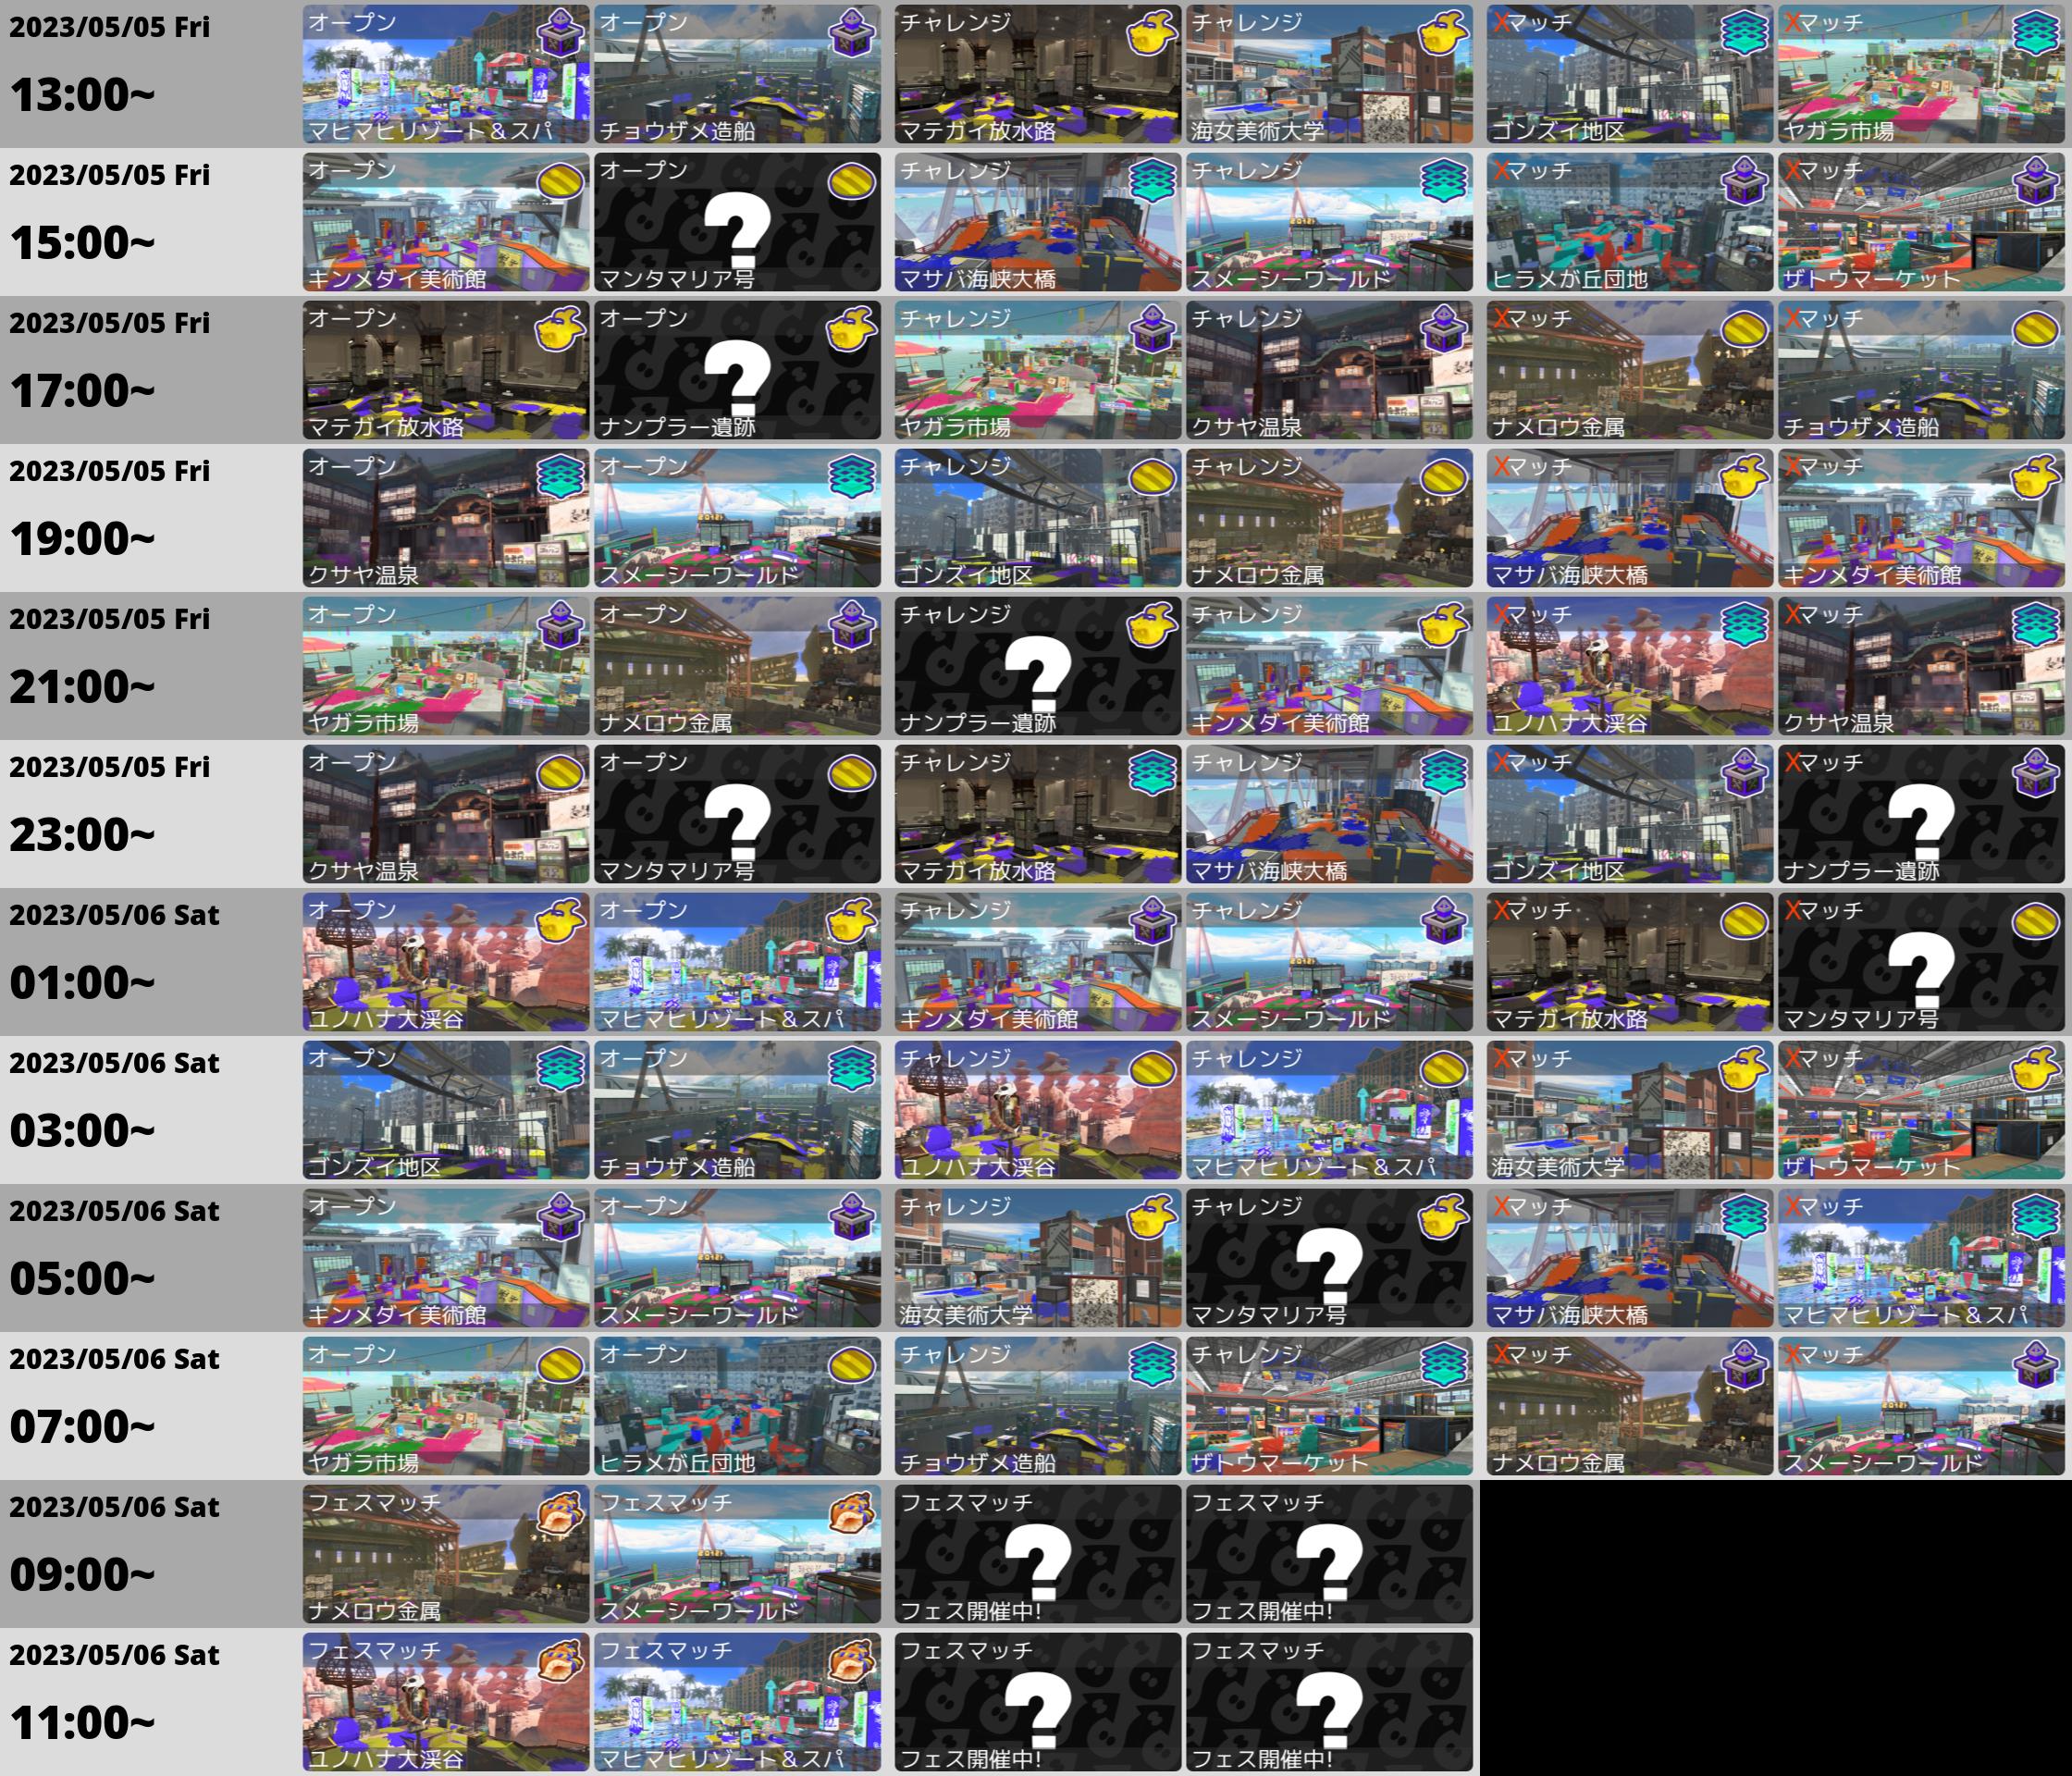 2023/05/05 Fri
13:00~
オープン
マヒマヒリゾート＆スパ
オープン
チョウザメ造船
チャレンジ
マテガイ放水路
チャレンジ
海女美術大学
Xマッチ
ゴンズイ地区
Xマッチ
ヤガラ市場
2023/05/05 Fri
15:00~
オープン
キンメダイ美術館
オープン
マンタマリア号
チャレンジ
マサバ海峡大橋
チャレンジ
スメーシーワールド
Xマッチ
ヒラメが丘団地
Xマッチ
ザトウマーケット
2023/05/05 Fri
17:00~
オープン
マテガイ放水路
オープン
ナンプラー遺跡
チャレンジ
ヤガラ市場
チャレンジ
クサヤ温泉
Xマッチ
ナメロウ金属
Xマッチ
チョウザメ造船
2023/05/05 Fri
19:00~
オープン
クサヤ温泉
オープン
スメーシーワールド
チャレンジ
ゴンズイ地区
チャレンジ
ナメロウ金属
Xマッチ
マサバ海峡大橋
Xマッチ
キンメダイ美術館
2023/05/05 Fri
21:00~
オープン
ヤガラ市場
オープン
ナメロウ金属
チャレンジ
ナンプラー遺跡
チャレンジ
キンメダイ美術館
Xマッチ
ユノハナ大渓谷
Xマッチ
クサヤ温泉
2023/05/05 Fri
23:00~
オープン
クサヤ温泉
オープン
マンタマリア号
チャレンジ
マテガイ放水路
チャレンジ
マサバ海峡大橋
Xマッチ
ゴンズイ地区
Xマッチ
ナンプラー遺跡
2023/05/06 Sat
01:00~
オープン
ユノハナ大渓谷
オープン
マヒマヒリゾート＆スパ
チャレンジ
キンメダイ美術館
チャレンジ
スメーシーワールド
Xマッチ
マテガイ放水路
Xマッチ
マンタマリア号
2023/05/06 Sat
03:00~
オープン
ゴンズイ地区
オープン
チョウザメ造船
チャレンジ
ユノハナ大渓谷
チャレンジ
マヒマヒリゾート＆スパ
Xマッチ
海女美術大学
Xマッチ
ザトウマーケット
2023/05/06 Sat
05:00~
オープン
キンメダイ美術館
オープン
スメーシーワールド
チャレンジ
海女美術大学
チャレンジ
マンタマリア号
Xマッチ
マサバ海峡大橋
Xマッチ
マヒマヒリゾート＆スパ
2023/05/06 Sat
07:00~
オープン
ヤガラ市場
オープン
ヒラメが丘団地
チャレンジ
チョウザメ造船
チャレンジ
ザトウマーケット
Xマッチ
ナメロウ金属
Xマッチ
スメーシーワールド
2023/05/06 Sat
09:00~
フェスマッチ
ナメロウ金属
フェスマッチ
スメーシーワールド
フェスマッチ
フェス開催中!
フェスマッチ
フェス開催中!
2023/05/06 Sat
11:00~
フェスマッチ
ユノハナ大渓谷
フェスマッチ
マヒマヒリゾート＆スパ
フェスマッチ
フェス開催中!
フェスマッチ
フェス開催中!